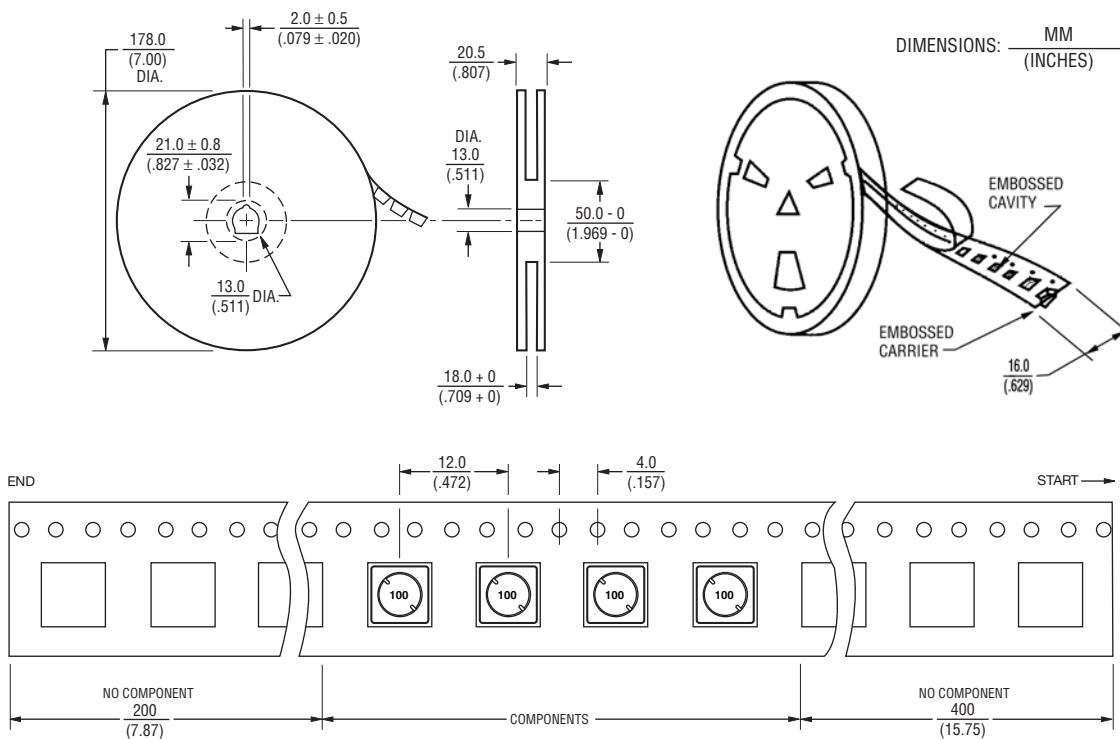 2.0 ± 0.5
(.079 ± .020)
178.0
(7.00)
DIA.
20.5
(.807)
DIMENSIONS:
MM
(INCHES)
21.0 ± 0.8
(.827 ± .032)
DIA.
13.0
(.511)
50.0 - 0
(1.969 - 0)
EMBOSSED
CAVITY
13.0
(.511)
DIA.
EMBOSSED
CARRIER
18.0 + 0
(.709 + 0)
16.0
(.629)
END
12.0
(.472)
4.0
(.157)
START
100
100
100
100
NO COMPONENT
200
(7.87)
COMPONENTS
NO COMPONENT
400
(15.75)